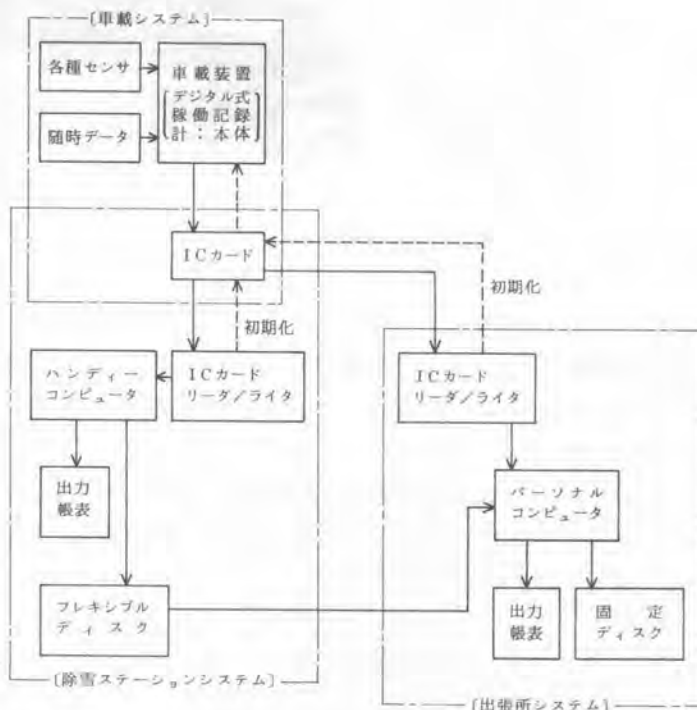 〔車載システム〕
各種センサ
車載装置
デジタル式
稼働記録
計：本体
随時データ
ICカード
初期化
初期化
ハンディー
コンピュータ
ICカード
リーダ/ライタ
ICカード
リーダ/ライタ
出力
帳表
パーソナル
コンピュータ
フレキシブル
ディスク
出力
帳表
固定
ディスク
〔除雪ステーションシステム〕
〔出張所システム〕